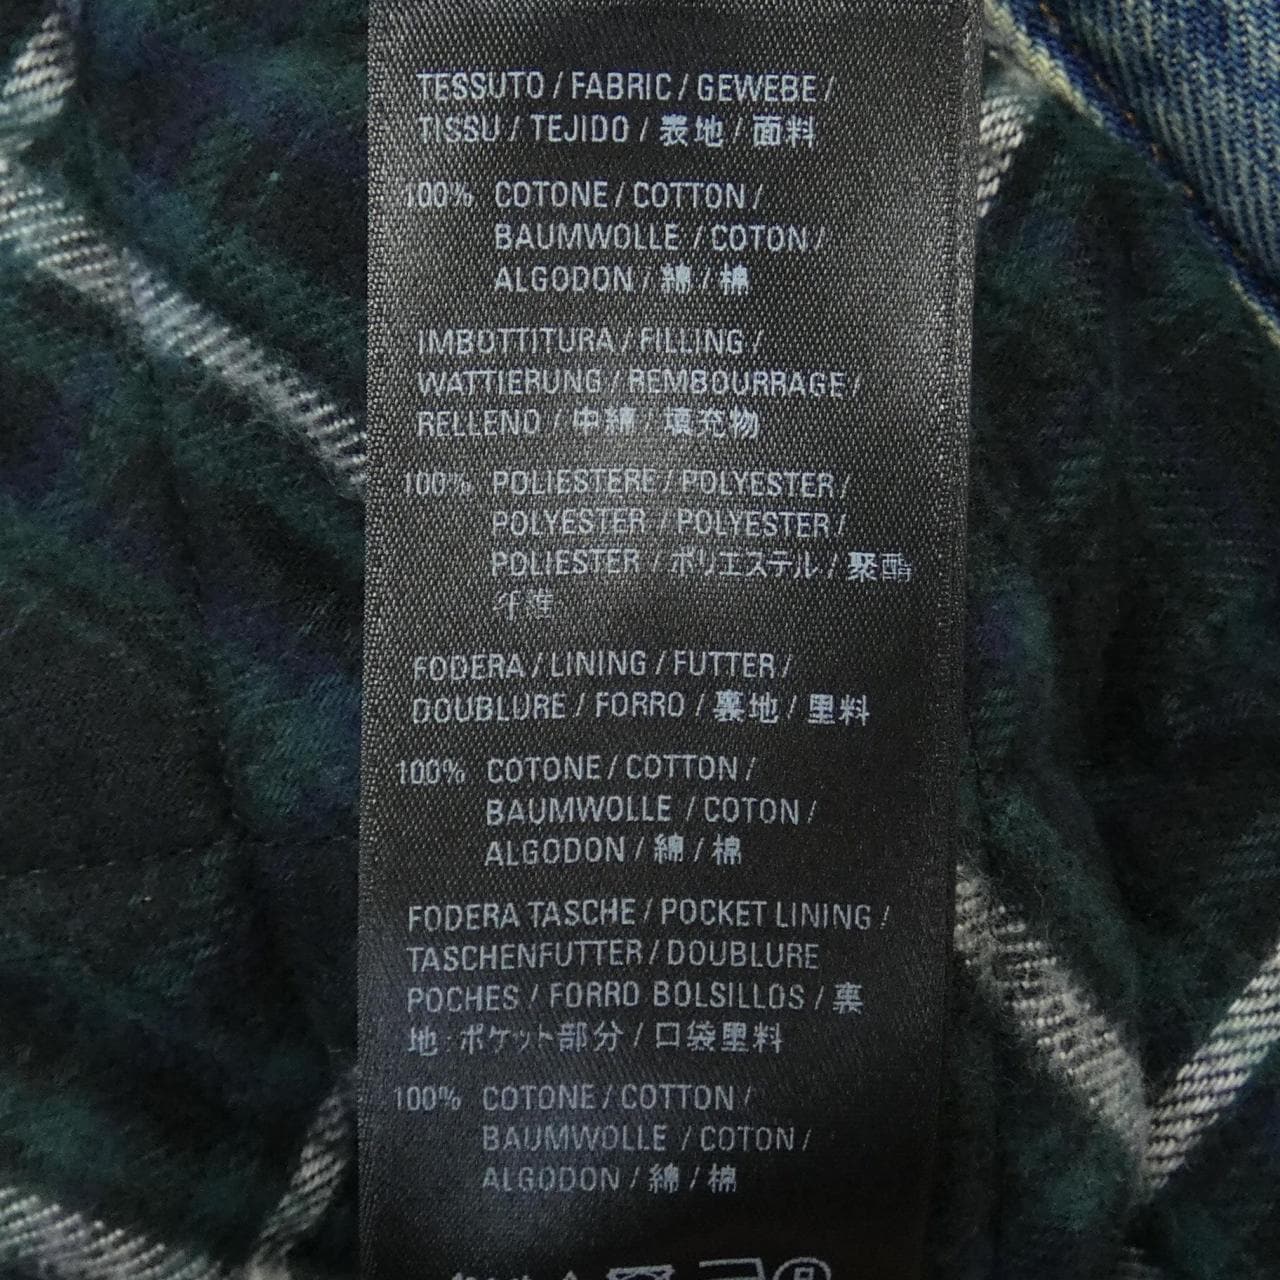 TESSUTO / FABRIC / GEWEBE /
TISSU / TEJIDO / 表地 / 面料
100% COTONE / COTTON /
BAUMWOLLE / COTON /
ALGODON / 綿 / 棉
IMBOTTITURA / FILLING /
WATTIERUNG / REMBOURRAGE /
RELLENO / 中綿 / 填充物
100% POLIESTERE / POLYESTER /
POLYESTER / POLYESTER /
POLIESTER / ポリエステル / 聚酯
纤维
FODERA / LINING / FUTTER /
DOUBLURE / FORRO / 裏地 / 里料
100% COTONE / COTTON /
BAUMWOLLE / COTON /
ALGODON / 綿 / 棉
FODERA TASCHE / POCKET LINING /
TASCHENFUTTER / DOUBLURE
POCHES / FORRO BOLSILLOS / 裏
地:ポケット部分 / 口袋里料
100% COTONE / COTTON /
BAUMWOLLE / COTON /
ALGODON / 綿 / 棉